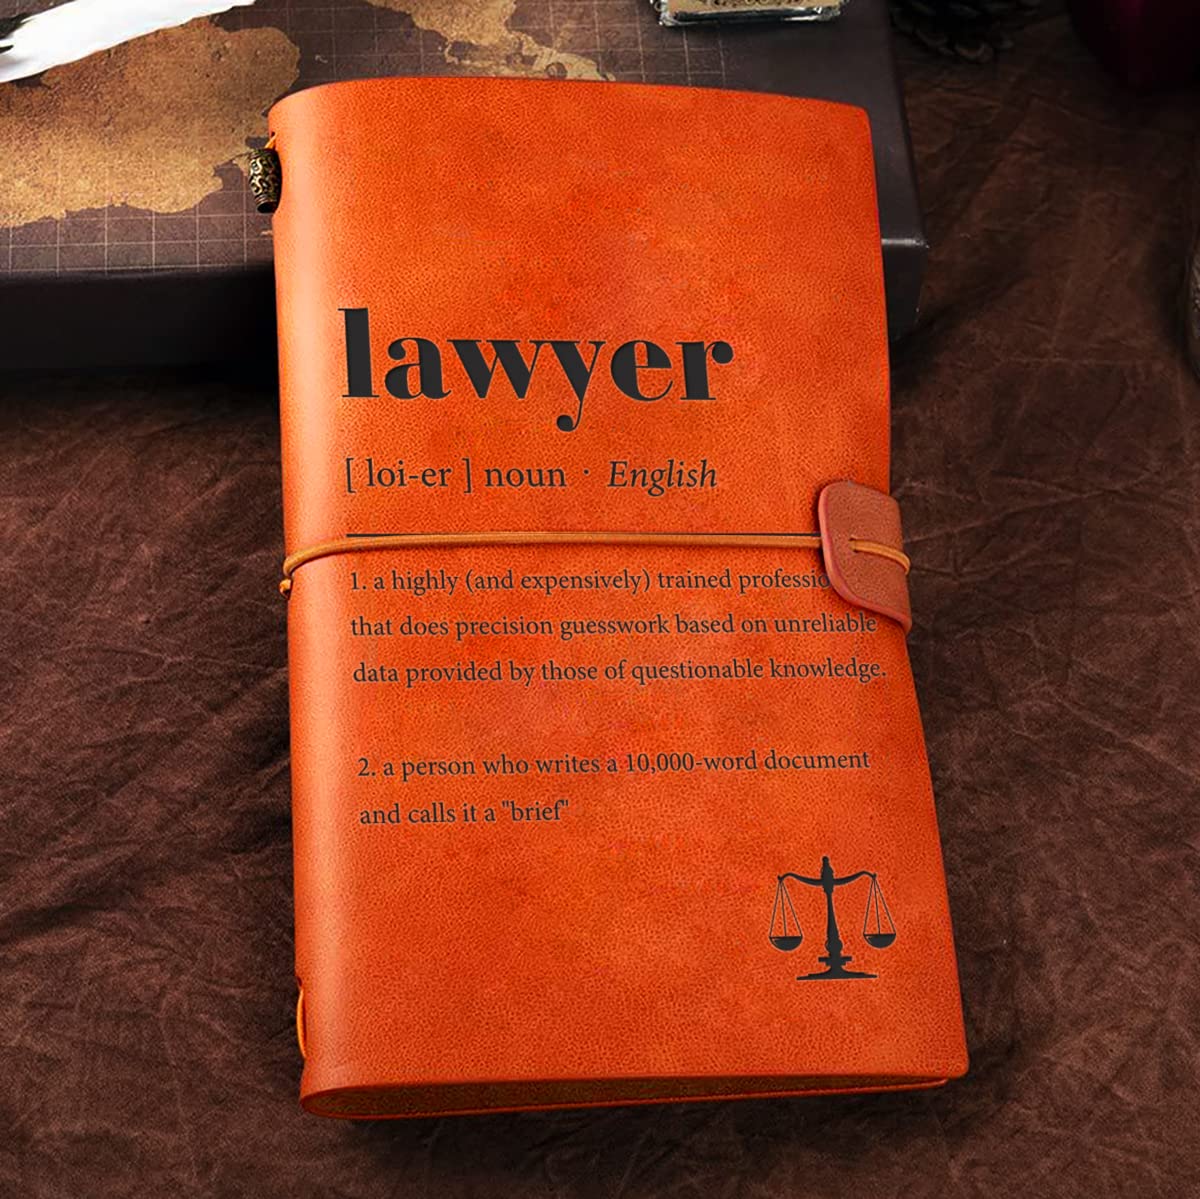 lawyer
[ loi-er ] noun · English
1. a highly (and expensively) trained
that does precision guesswork based on unreliable
data provided by those of questionable knowledge.
2. a person who writes a 10,000-word document
and calls it a "brief"